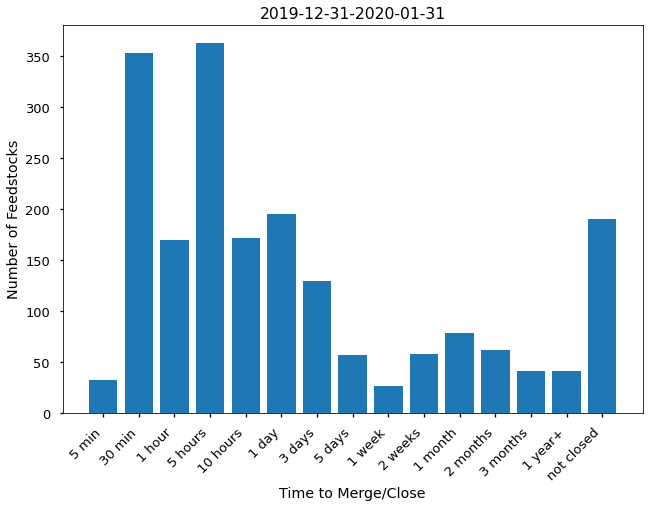 2019-12-31-2020-01-31
Number of Feedstocks
350
300
250
200
150
100
50
0
5 min
30 min
1 hour
5 hours
10 hours
1 day
3 days
5 days
1 week
2 weeks
1 month
2 months
3 months
1 year+
not closed
Time to Merge/Close